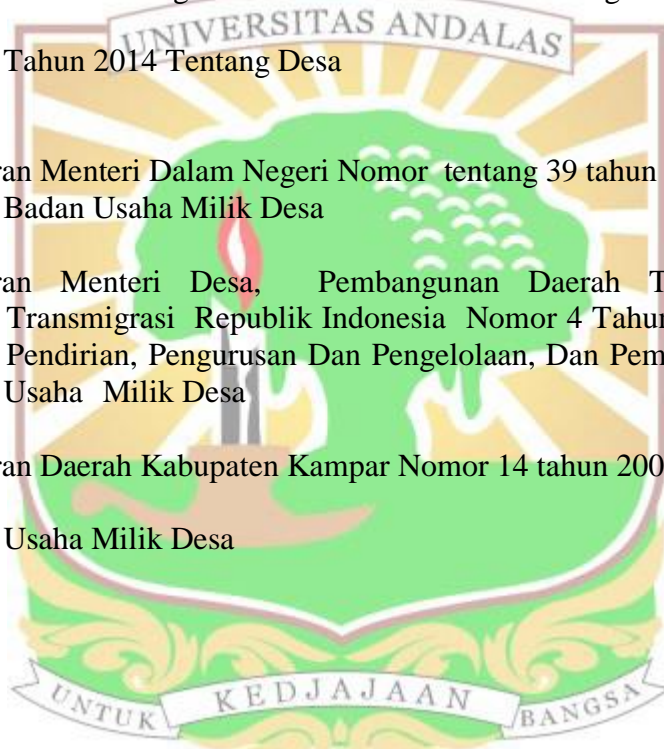 UNIVERSITAS ANDALAS
Tahun 2014 Tentang Desa
ran Menteri Dalam Negeri Nomor tentang 39 tahun
Badan Usaha Milik Desa
ran Menteri Desa, Pembangunan Daerah T
Transmigrasi Republik Indonesia Nomor 4 Tahun
Pendirian, Pengurusan Dan Pengelolaan, Dan Pem
Usaha Milik Desa
ran Daerah Kabupaten Kampar Nomor 14 tahun 200
Usaha Milik Desa
UNTUK KEDJAJAAN BANGSA